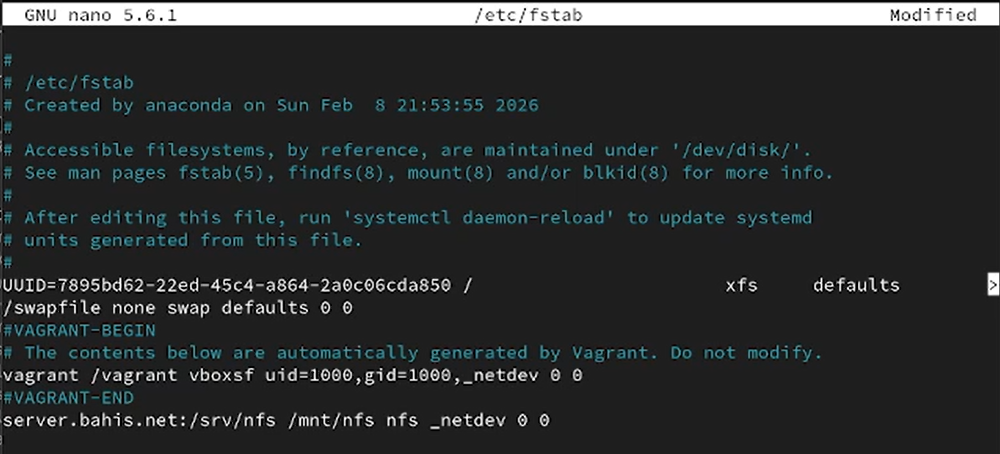 GNU nano 5.6.1 /etc/fstab Modified
#
# /etc/fstab
# Created by anaconda on Sun Feb  8 21:53:55 2026
#
# Accessible filesystems, by reference, are maintained under '/dev/disk/'.
# See man pages fstab(5), findfs(8), mount(8) and/or blkid(8) for more info.
#
# After editing this file, run 'systemctl daemon-reload' to update systemd
# units generated from this file.
#
UUID=7895bd62-22ed-45c4-a864-2a0c06cda850 / xfs defaults >
/swapfile none swap defaults 0 0
#VAGRANT-BEGIN
# The contents below are automatically generated by Vagrant. Do not modify.
vagrant /vagrant vboxsf uid=1000,gid=1000,_netdev 0 0
#VAGRANT-END
server.bahis.net:/srv/nfs /mnt/nfs nfs _netdev 0 0